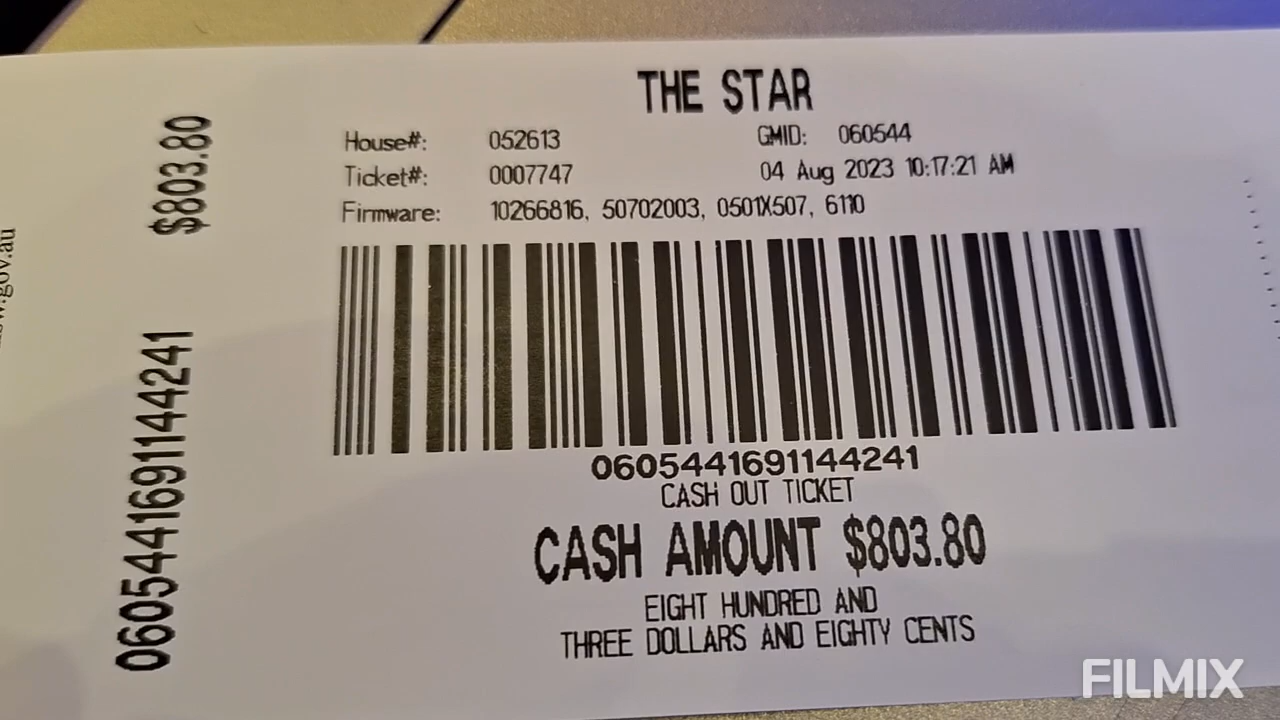 THE STAR
House#: 052613 GMID: 060544
Ticket#: 0007747 04 Aug 2023 10:17:21 AM
Firmware: 10266816, 50702003, 0501X507, 6110
0605441691144241
CASH OUT TICKET
CASH AMOUNT $803.80
EIGHT HUNDRED AND
THREE DOLLARS AND EIGHTY CENTS
0605441691144241 $803.80
FILMIX